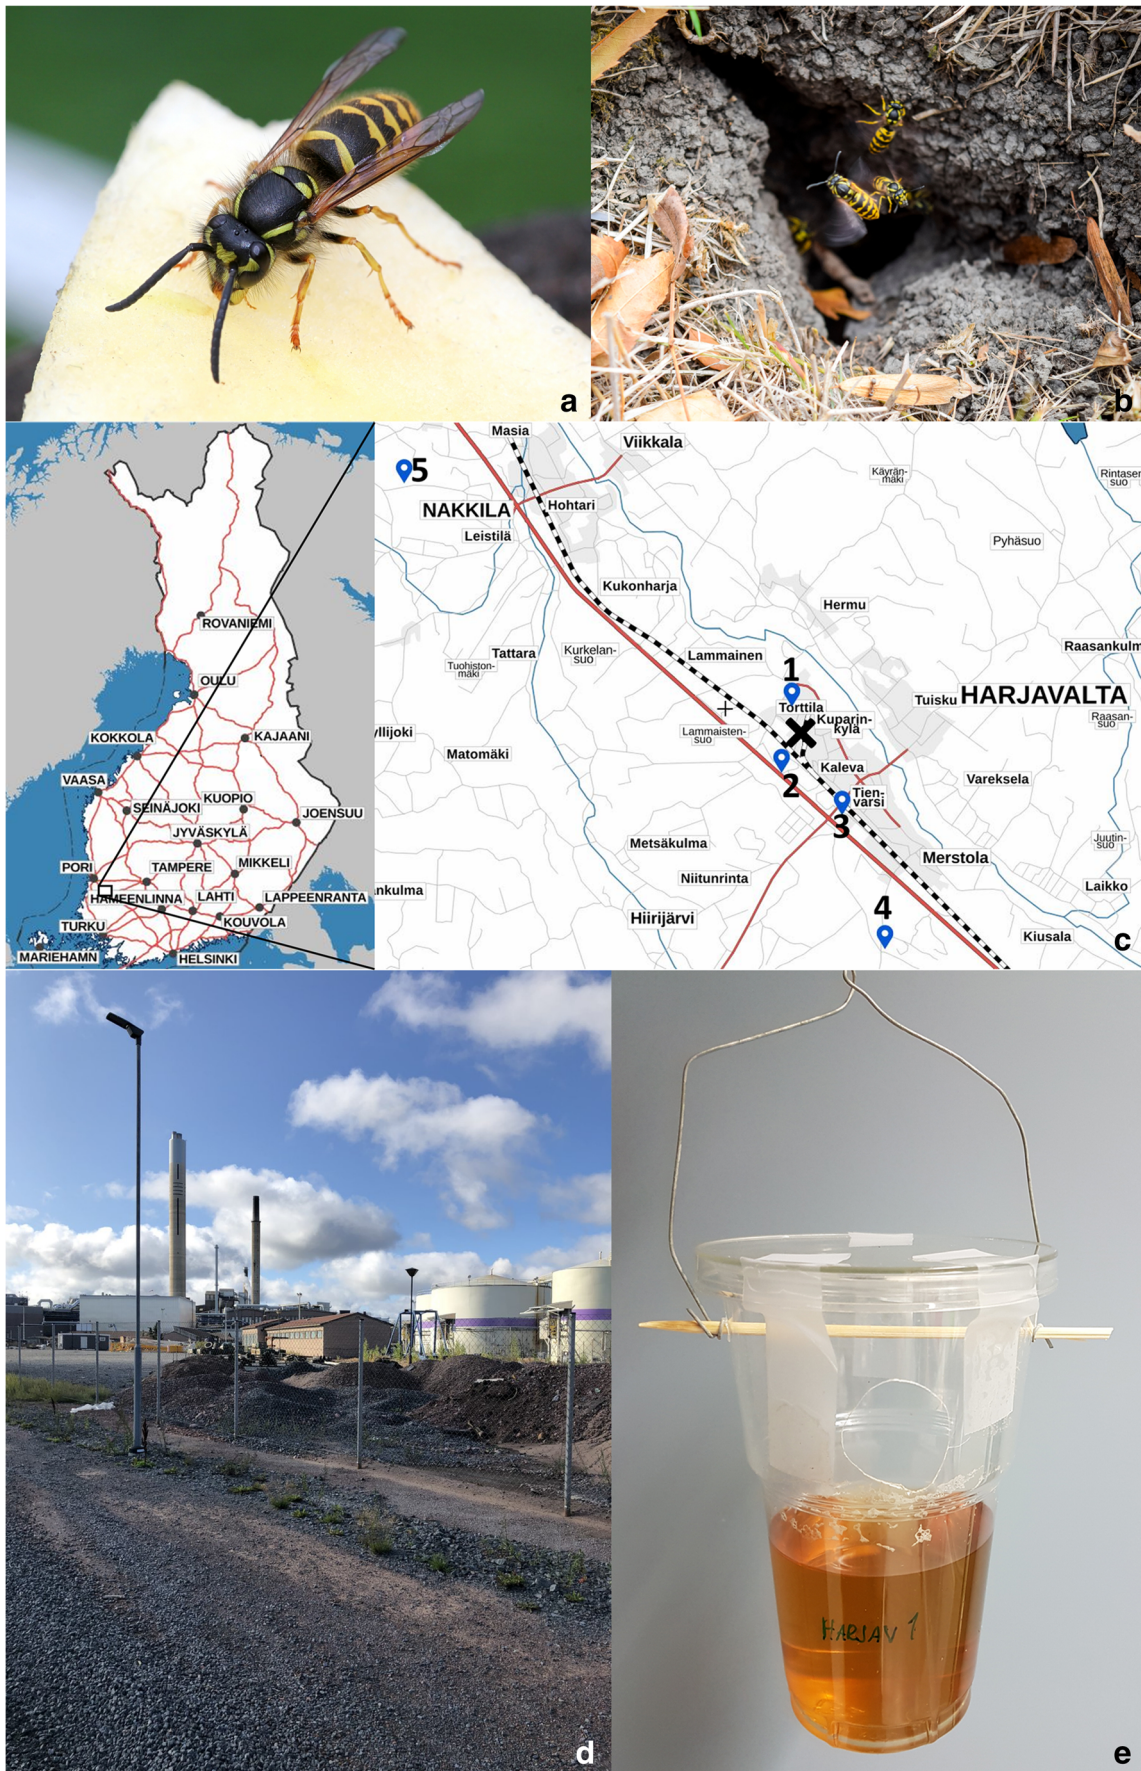 a
b
ROVANIEMI
OULU
KOKKOLA
KAJAANI
VAASA
SEINÄJOKI
KUOPIO
JOENSUU
JYVÄSKYLÄ
PORI
TAMPERE
MIKKELI
HÄMEENLINNA
LAHTI
LAPPEENRANTA
KOUVOLA
TURKU
MARIEHAMN
HELSINKI
Masia
Viikkala
5
Käyrän-
mäki
Rintaser
suo
NAKKILA
Hohtari
Leistilä
Pyhäsuo
Kukonharja
Hermu
Tattara
Kurkelan-
suo
Lammainen
Raasankulm
Tuohiston-
mäki
1
Tuisku
HARJAVALTA
Torttila
Kuparin-
kylä
Raasan-
suo
yllijoki
Lammaisten-
suo
Matomäki
Kaleva
Vareksela
2
Tien-
varsi
3
Metsäkulma
Juutin-
suo
Merstola
Niitunrinta
Laikko
ankulma
4
Hiirijärvi
Kiusala
c
d
HARJAV 1
e